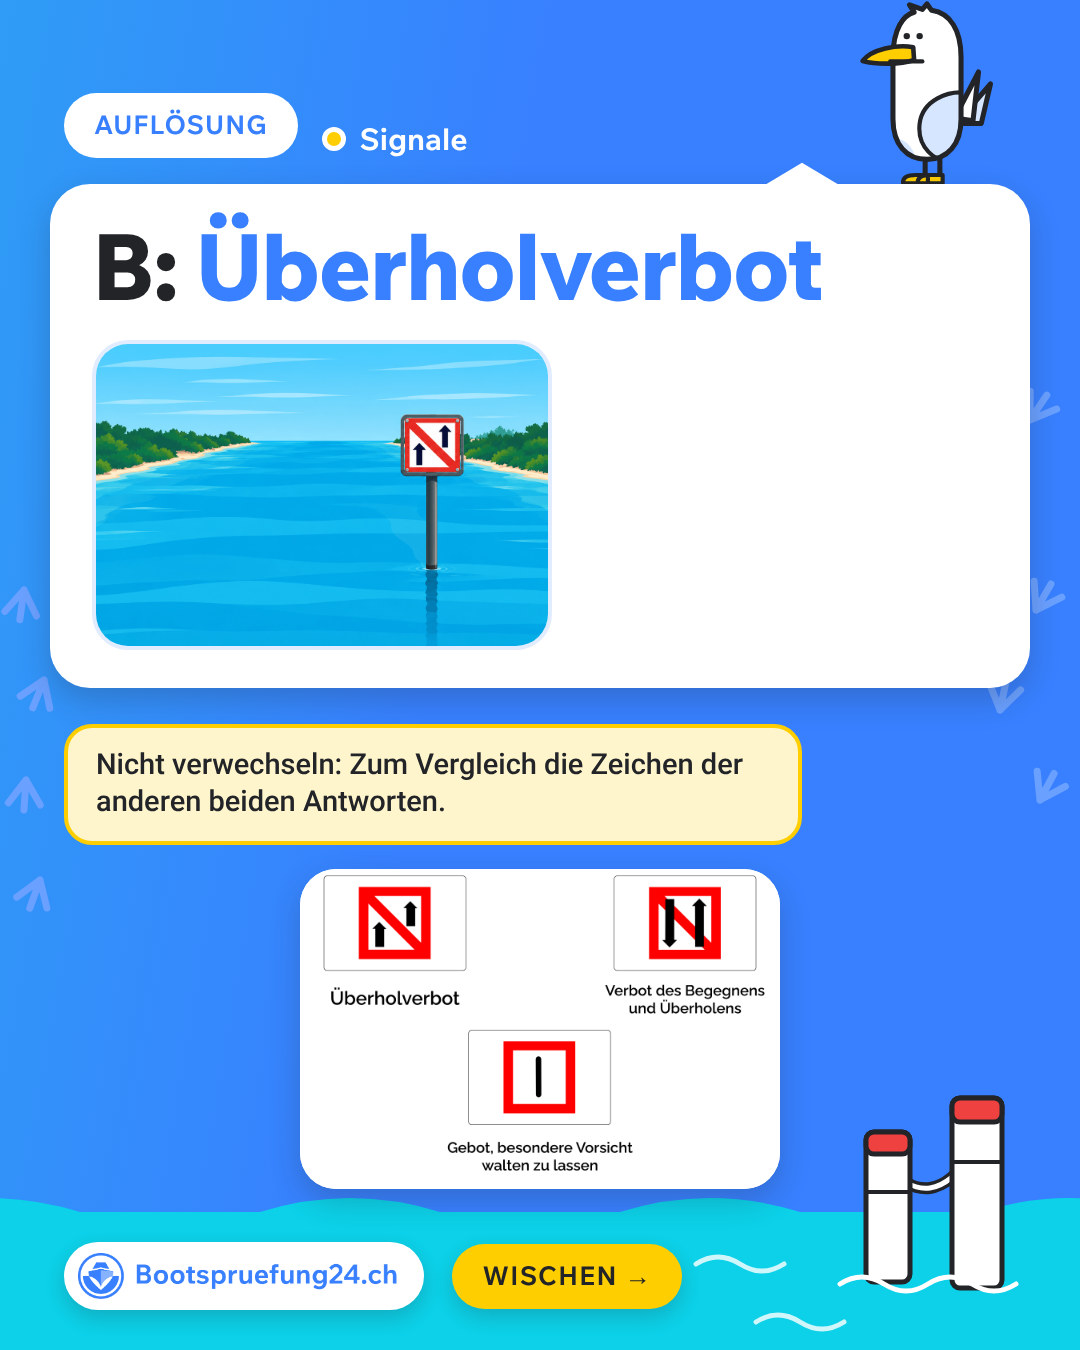 AUFLÖSUNG
Signale
B: Überholverbot
Nicht verwechseln: Zum Vergleich die Zeichen der
anderen beiden Antworten.
Überholverbot
Verbot des Begegnens
und Überholens
Gebot, besondere Vorsicht
walten zu lassen
Bootspruefung24.ch
WISCHEN →